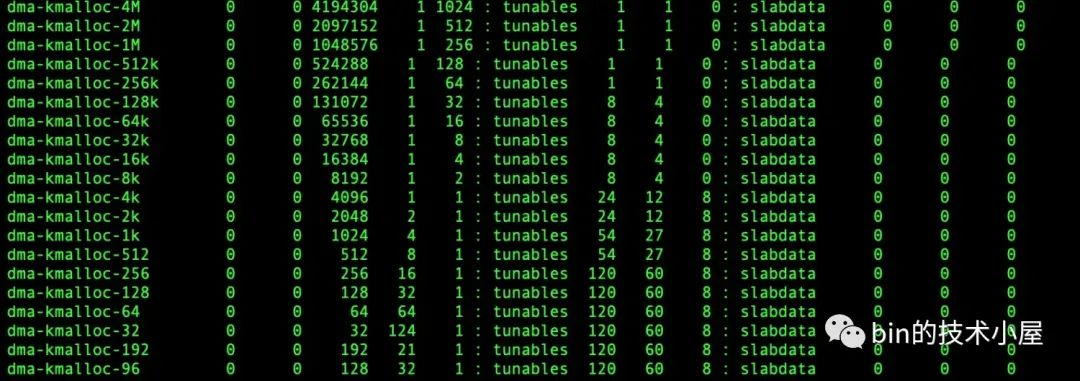 dma-kmalloc-4M 0 0 4194304 1 1024 : tunables 1 1 0 : slabdata 0 0 0
dma-kmalloc-2M 0 0 2097152 1 512 : tunables 1 1 0 : slabdata 0 0 0
dma-kmalloc-1M 0 0 1048576 1 256 : tunables 1 1 0 : slabdata 0 0 0
dma-kmalloc-512k 0 0 524288 1 128 : tunables 1 1 0 : slabdata 0 0 0
dma-kmalloc-256k 0 0 262144 1 64 : tunables 1 1 0 : slabdata 0 0 0
dma-kmalloc-128k 0 0 131072 1 32 : tunables 8 4 0 : slabdata 0 0 0
dma-kmalloc-64k 0 0 65536 1 16 : tunables 8 4 0 : slabdata 0 0 0
dma-kmalloc-32k 0 0 32768 1 8 : tunables 8 4 0 : slabdata 0 0 0
dma-kmalloc-16k 0 0 16384 1 4 : tunables 8 4 0 : slabdata 0 0 0
dma-kmalloc-8k 0 0 8192 1 2 : tunables 8 4 0 : slabdata 0 0 0
dma-kmalloc-4k 0 0 4096 1 1 : tunables 24 12 8 : slabdata 0 0 0
dma-kmalloc-2k 0 0 2048 2 1 : tunables 24 12 8 : slabdata 0 0 0
dma-kmalloc-1k 0 0 1024 4 1 : tunables 54 27 8 : slabdata 0 0 0
dma-kmalloc-512 0 0 512 8 1 : tunables 54 27 8 : slabdata 0 0 0
dma-kmalloc-256 0 0 256 16 1 : tunables 120 60 8 : slabdata 0 0 0
dma-kmalloc-128 0 0 128 32 1 : tunables 120 60 8 : slabdata 0 0 0
dma-kmalloc-64 0 0 64 64 1 : tunables 120 60 8 : slabdata 0 0 0
dma-kmalloc-32 0 0 32 124 1 : tunables 120 60 8 : slabdata 0 0 0
dma-kmalloc-192 0 0 192 21 1 : tunables 120 60 8 : slabdata 0 0 0
dma-kmalloc-96 0 0 128 32 1 : tunables 120 60 8 : slabdata 0 0 0
bin的技术小屋